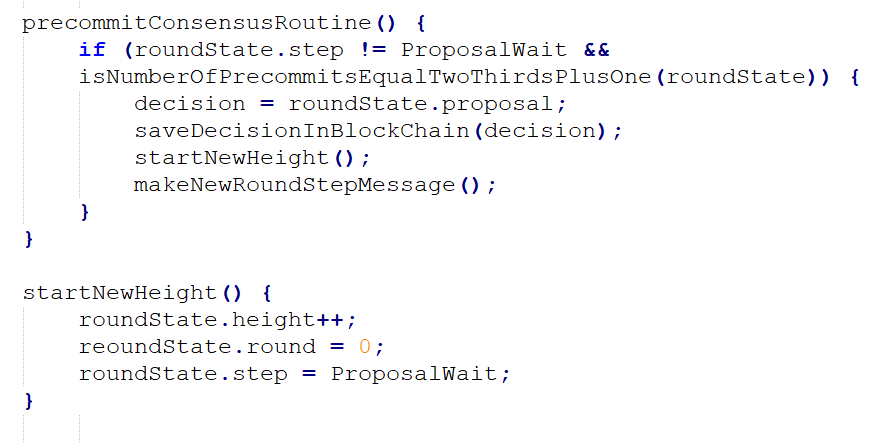 precommitConsensusRoutine() {
    if (roundState.step != ProposalWait &&
    isNumberOfPrecommitsEqualTwoThirdsPlusOne(roundState)) {
        decision = roundState.proposal;
        saveDecisionInBlockChain(decision);
        startNewHeight();
        makeNewRoundStepMessage();
    }
}

startNewHeight() {
    roundState.height++;
    reoundState.round = 0;
    roundState.step = ProposalWait;
}